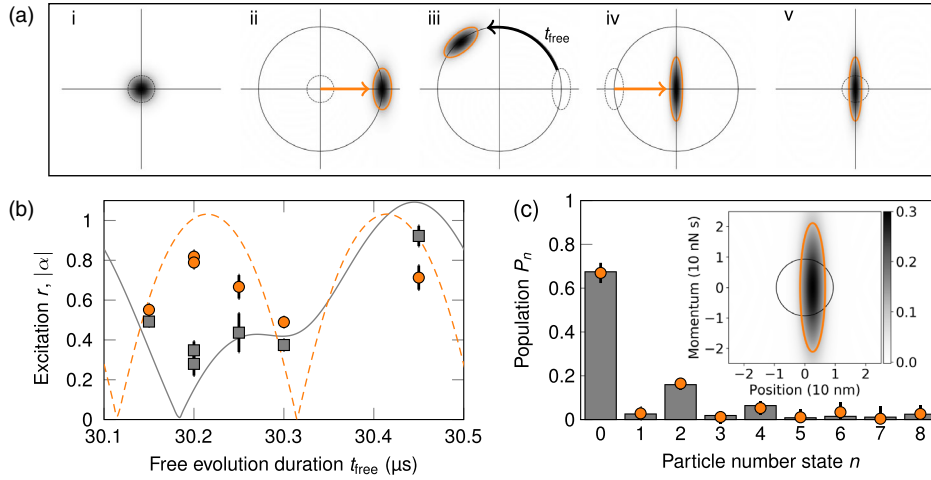 (a)
i
ii
iii
iv
v
t_free
(b)
Excitation r, |α|
1
0.8
0.6
0.4
0.2
0
30.1
30.2
30.3
30.4
30.5
Free evolution duration t_free (µs)
(c)
Population P_n
1
0.8
0.6
0.4
0.2
0
0 1 2 3 4 5 6 7 8
Particle number state n
Momentum (10 nN s)
2
1
0
−1
−2
−2 −1 0 1 2
Position (10 nm)
0.3
0.2
0.1
0.0